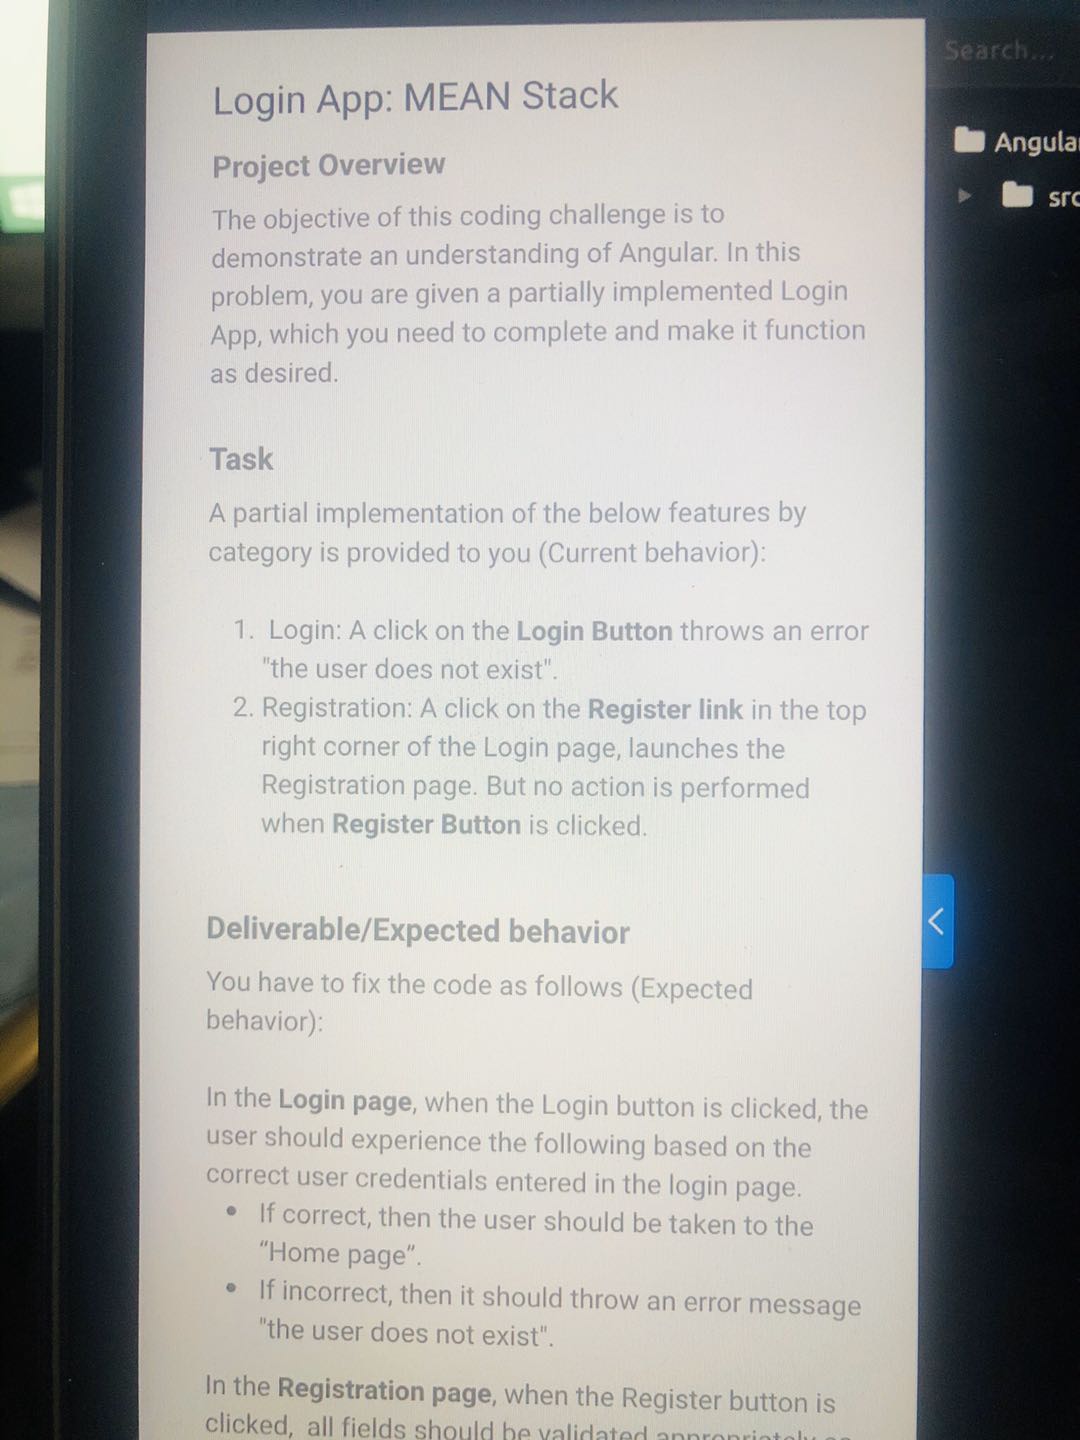 Login App: MEAN Stack
Project Overview
The objective of this coding challenge is to
demonstrate an understanding of Angular. In this
problem, you are given a partially implemented Login
App, which you need to complete and make it function
as desired.
Task
A partial implementation of the below features by
category is provided to you (Current behavior):
1. Login: A click on the Login Button throws an error
"the user does not exist".
2. Registration: A click on the Register link in the top
right corner of the Login page, launches the
Registration page. But no action is performed
when Register Button is clicked.
Deliverable/Expected behavior
You have to fix the code as follows (Expected
behavior):
In the Login page, when the Login button is clicked, the
user should experience the following based on the
correct user credentials entered in the login page.
• If correct, then the user should be taken to the
“Home page”.
• If incorrect, then it should throw an error message
"the user does not exist".
In the Registration page, when the Register button is
clicked, all fields should be validated appropriately
Search...
Angular
src